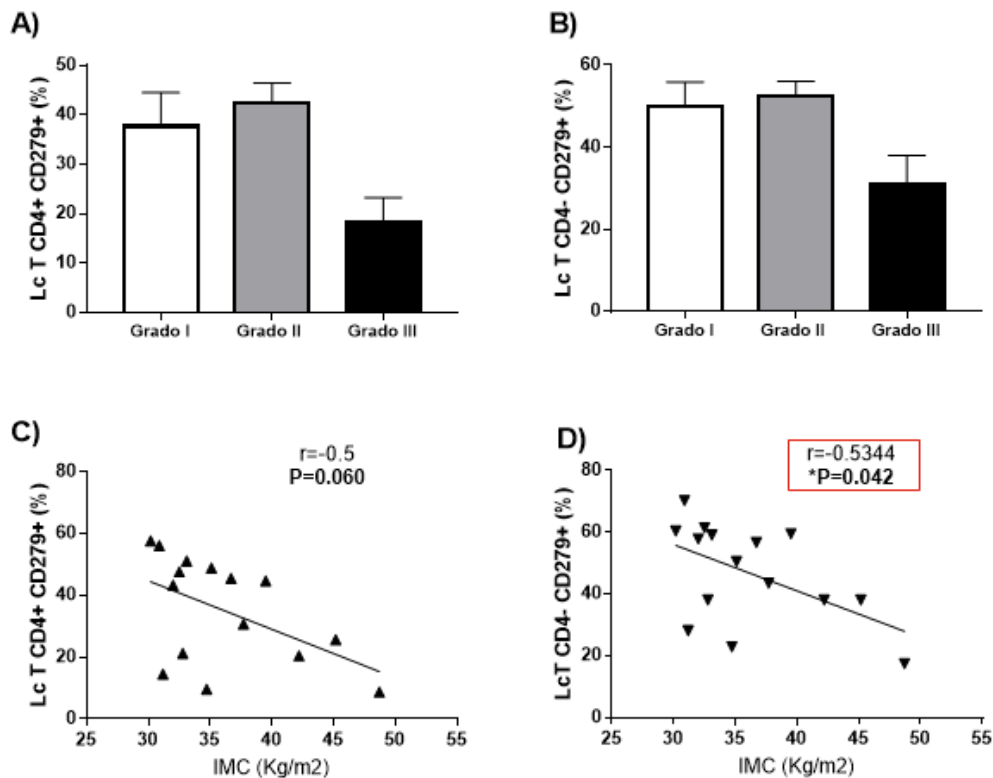 A)
Lc T CD4+ CD279+ (%)
50
40
30
20
10
0
Grado I
Grado II
Grado III
B)
Lc T CD4- CD279+ (%)
60
40
20
0
Grado I
Grado II
Grado III
C)
r=-0.5
P=0.060
Lc T CD4+ CD279+ (%)
80
60
40
20
0
25 30 35 40 45 50 55
IMC (Kg/m2)
D)
r=-0.5344
*P=0.042
LcT CD4- CD279+ (%)
80
60
40
20
0
25 30 35 40 45 50 55
IMC (Kg/m2)